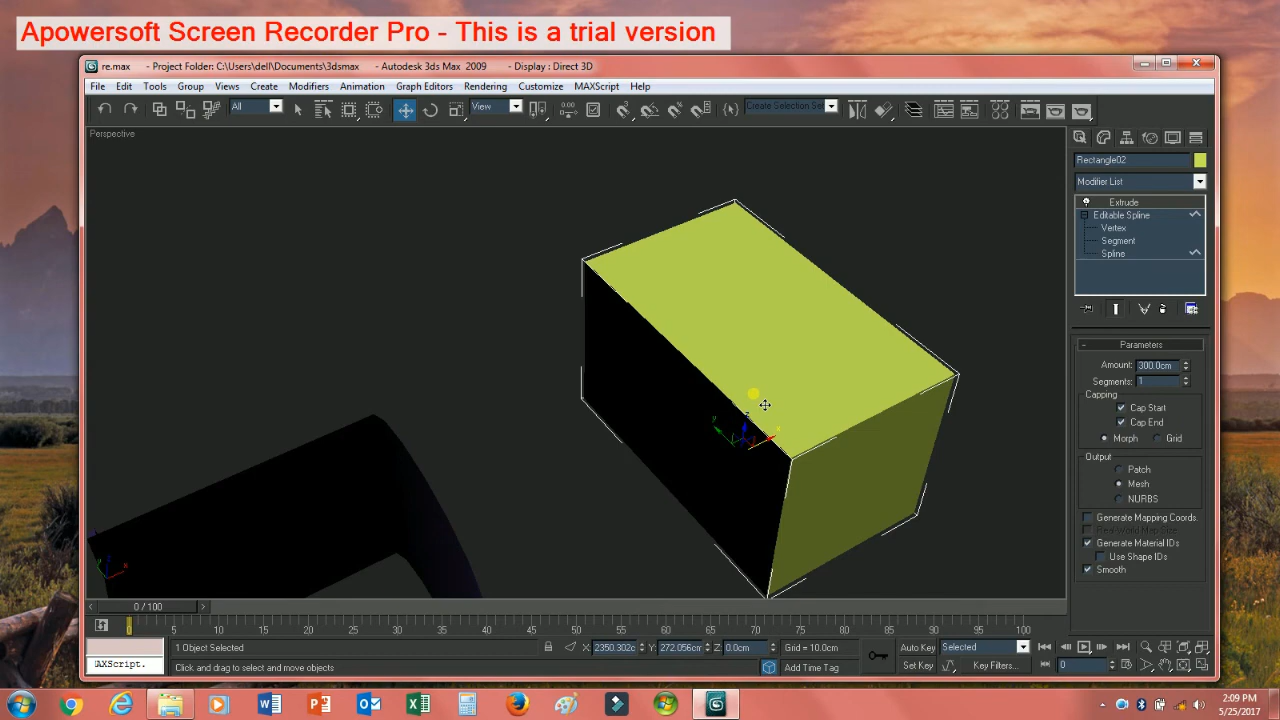 Apowersoft Screen Recorder Pro - This is a trial version
re.max - Project Folder: C:\Users\dell\Documents\3dsmax - Autodesk 3ds Max 2009 - Display : Direct 3D
File Edit Tools Group Views Create Modifiers Animation Graph Editors Rendering Customize MAXScript Help
All View Create Selection Set
Perspective
Rectangle02
Modifier List
Extrude
Editable Spline
Vertex
Segment
Spline
Parameters
Amount: 300.0cm
Segments: 1
Capping
Cap Start
Cap End
Morph Grid
Output
Patch
Mesh
NURBS
Generate Mapping Coords.
Real-World Map Size
Generate Material IDs
Use Shape IDs
Smooth
z
y x
0 / 100
5 10 15 20 25 30 35 40 45 50 55 60 65 70 75 80 85 90 95 100
1 Object Selected X: 2350.302c Y: 272.056cm Z: 0.0cm Grid = 10.0cm Auto Key Selected
AXScript. Click and drag to select and move objects Add Time Tag Set Key Key Filters... 0
2:09 PM
5/25/2017